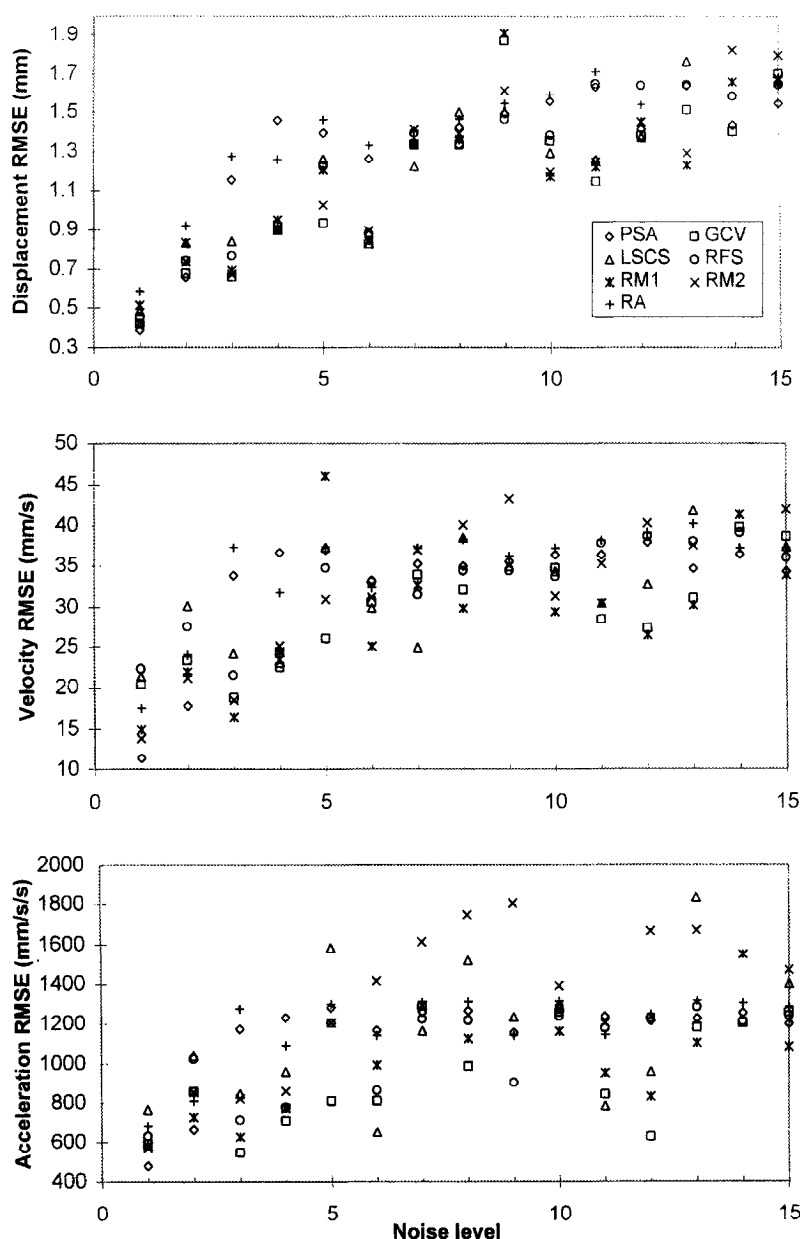 1.9
1.7
1.5
1.3
1.1
0.9
0.7
0.5
0.3
Displacement RMSE (mm)
PSA GCV
LSCS RFS
RM1 RM2
RA
0 5 10 15
50
45
40
35
30
25
20
15
10
Velocity RMSE (mm/s)
0 5 10 15
2000
1800
1600
1400
1200
1000
800
600
400
Acceleration RMSE (mm/s/s)
0 5 10 15
Noise level